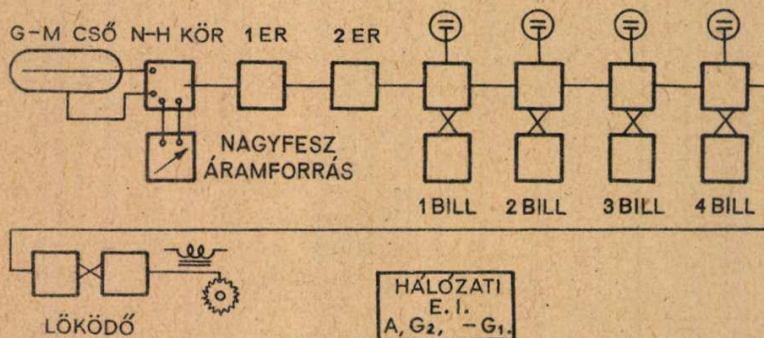 G-M CSŐ N-H KÖR 1 ER 2 ER
NAGYFESZ
ÁRAMFORRÁS
1 BILL 2 BILL 3 BILL 4 BILL
LÖKÖDŐ
HÁLÓZATI
E. I.
A, G2, -G1.